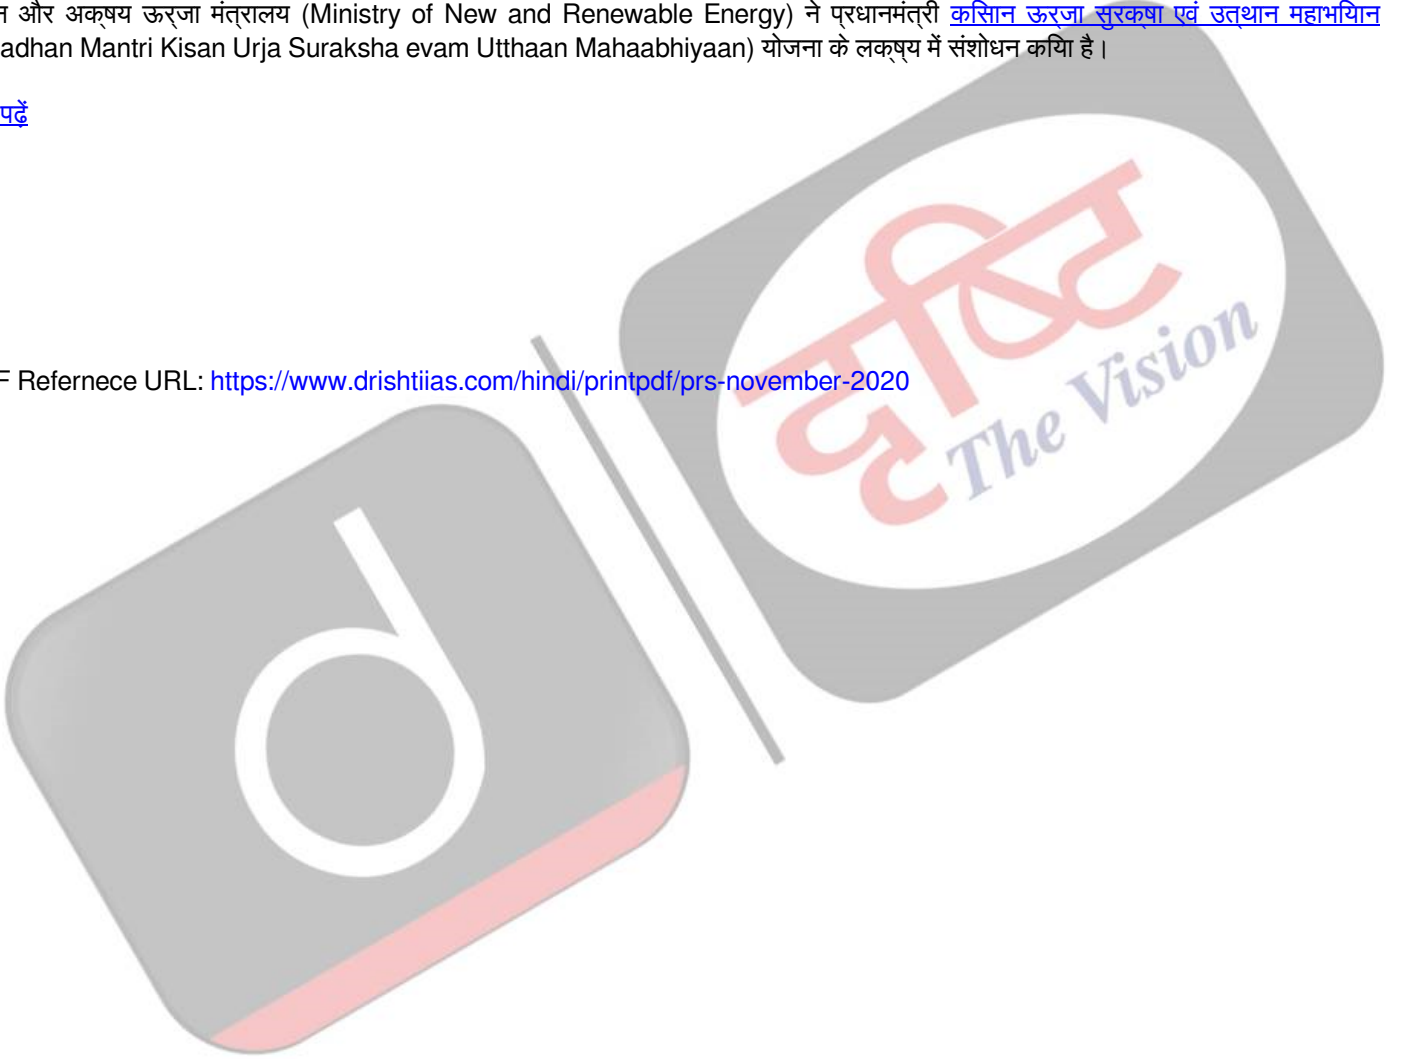 और अक्षय ऊर्जा मंत्रालय (Ministry of New and Renewable Energy) ने प्रधानमंत्री किसान ऊर्जा सुरक्षा एवं उत्थान महाभियान
Mantri Kisan Urja Suraksha evam Utthaan Mahaabhiyaan) योजना के लक्ष्य में संशोधन किया है।
पढ़ें
Refernece URL: https://www.drishtiias.com/hindi/printpdf/prs-november-2020
दृष्टि
The Vision
d